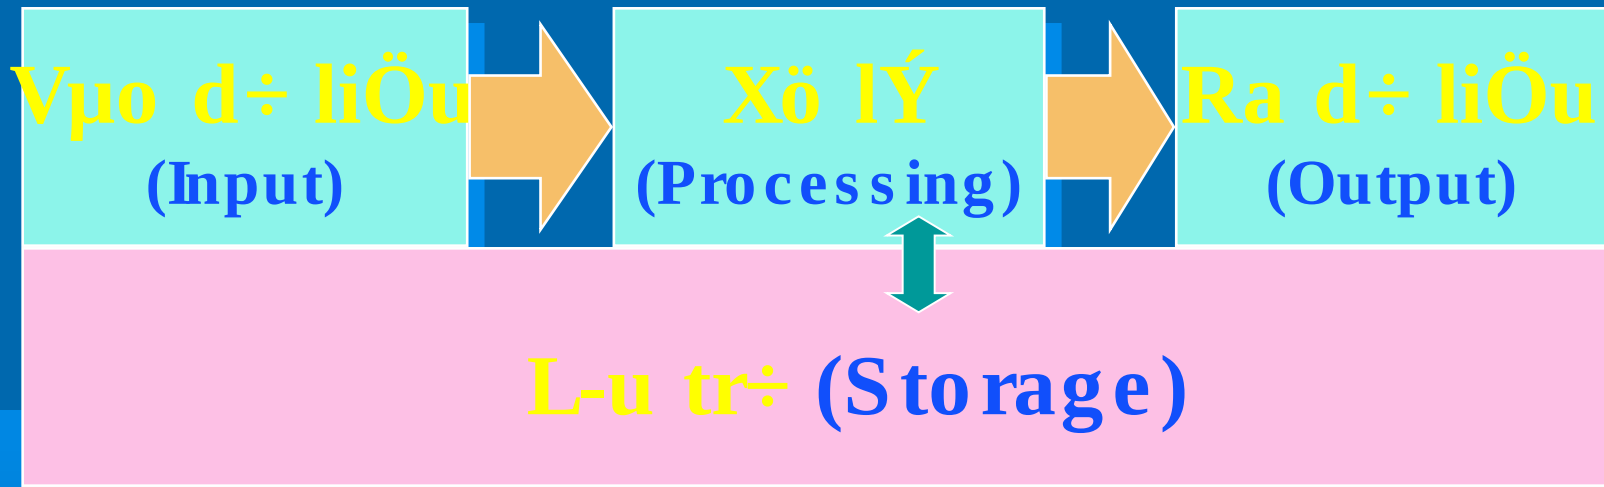 Vµo d÷ liÖu
(Input)
Xö lÝ
(Processing)
Ra d÷ liÖu
(Output)
L-u tr÷ (Storage)